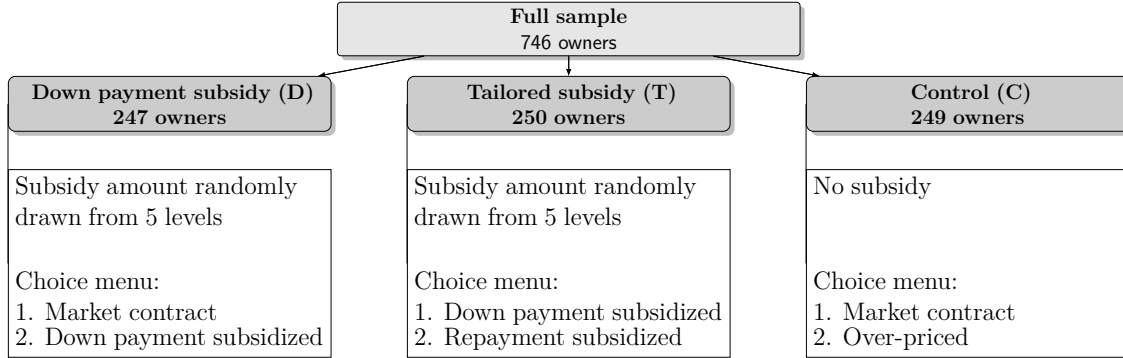 Full sample
746 owners
Down payment subsidy (D)
247 owners
Tailored subsidy (T)
250 owners
Control (C)
249 owners
Subsidy amount randomly
drawn from 5 levels
Choice menu:
1. Market contract
2. Down payment subsidized
Subsidy amount randomly
drawn from 5 levels
Choice menu:
1. Down payment subsidized
2. Repayment subsidized
No subsidy
Choice menu:
1. Market contract
2. Over-priced